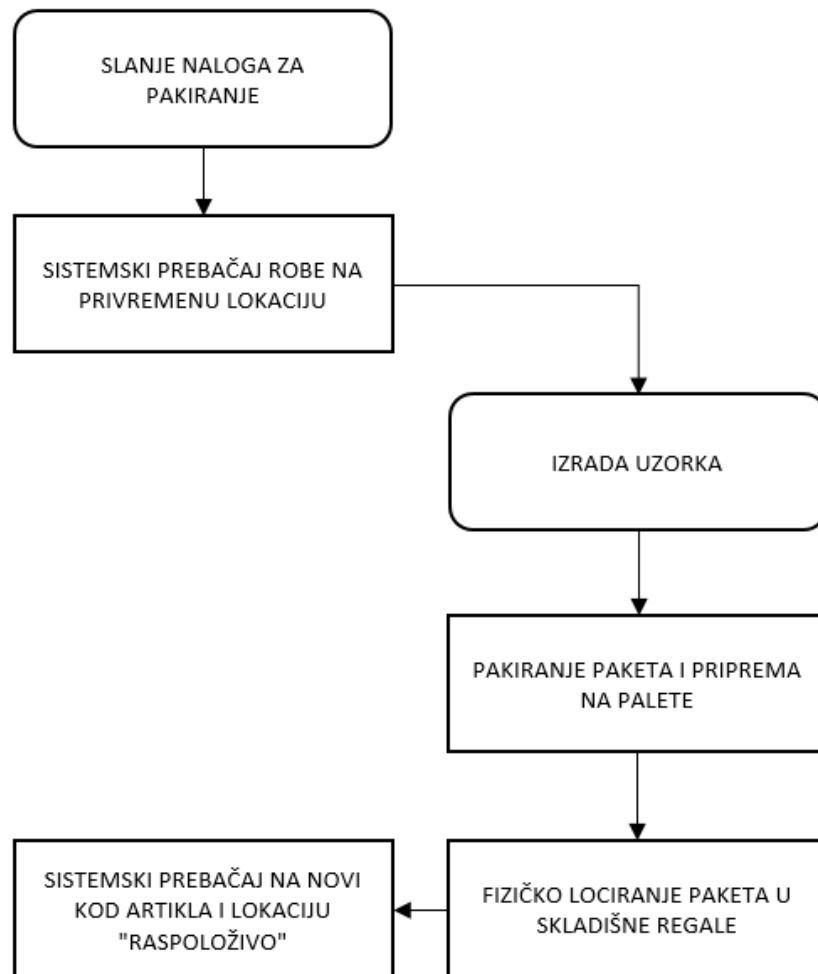 SLANJE NALOGA ZA
PAKIRANJE
SISTEMSKI PREBAČAJ ROBE NA
PRIVREMENU LOKACIJU
IZRADA UZORKA
PAKIRANJE PAKETA I PRIPREMA
NA PALETE
FIZIČKO LOCIRANJE PAKETA U
SKLADIŠNE REGALE
SISTEMSKI PREBAČAJ NA NOVI
KOD ARTIKLA I LOKACIJU
"RASPOLOŽIVO"